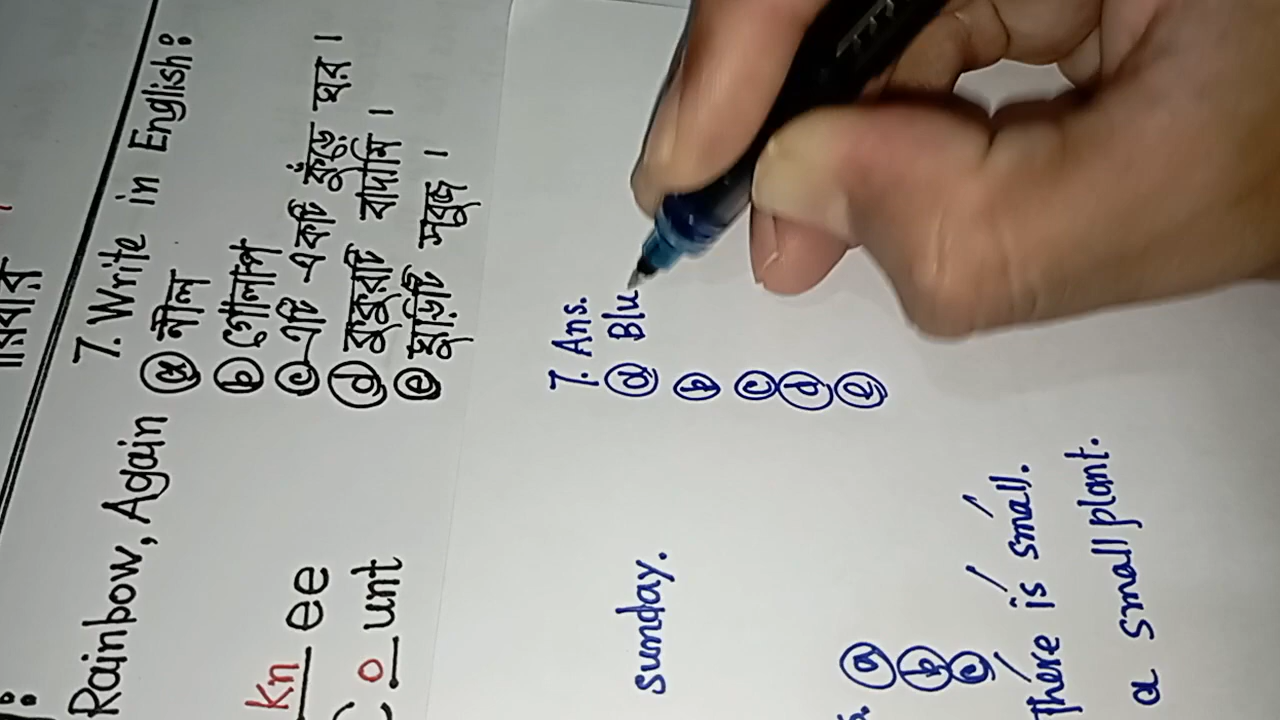 রবিবার
7. Write in English:
ⓐ নীল
ⓑ গোলাপ
ⓒ এটি একটি কুঁড়ে ঘর।
ⓓ কুকুরটি বাদামি।
ⓔ ঘুড়িটি সবুজ।
Rainbow, Again
kn ee
o unt
7. Ans.
ⓐ Blu
ⓑ
ⓒ
ⓓ
ⓔ
sunday.
ⓐ
ⓑ
ⓒ
There is small.
a small plant.